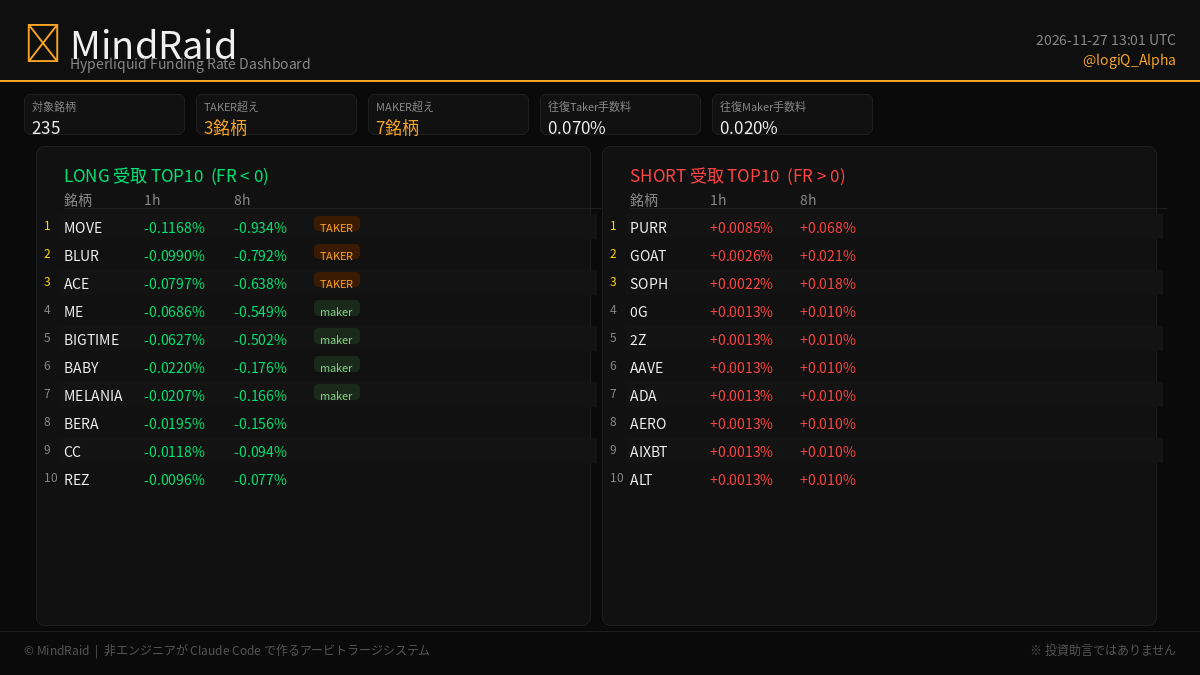 MindRaid
Hyperliquid Funding Rate Dashboard
2026-11-27 13:01 UTC
@logiQ_Alpha
対象銘柄
235
TAKER超え
3銘柄
MAKER超え
7銘柄
往復Taker手数料
0.070%
往復Maker手数料
0.020%
LONG 受取 TOP10 (FR < 0)
銘柄 1h 8h
1 MOVE -0.1168% -0.934% TAKER
2 BLUR -0.0990% -0.792% TAKER
3 ACE -0.0797% -0.638% TAKER
4 ME -0.0686% -0.549% maker
5 BIGTIME -0.0627% -0.502% maker
6 BABY -0.0220% -0.176% maker
7 MELANIA -0.0207% -0.166% maker
8 BERA -0.0195% -0.156%
9 CC -0.0118% -0.094%
10 REZ -0.0096% -0.077%
SHORT 受取 TOP10 (FR > 0)
銘柄 1h 8h
1 PURR +0.0085% +0.068%
2 GOAT +0.0026% +0.021%
3 SOPH +0.0022% +0.018%
4 0G +0.0013% +0.010%
5 2Z +0.0013% +0.010%
6 AAVE +0.0013% +0.010%
7 ADA +0.0013% +0.010%
8 AERO +0.0013% +0.010%
9 AIXBT +0.0013% +0.010%
10 ALT +0.0013% +0.010%
© MindRaid | 非エンジニアが Claude Code で作るアービトラージシステム
※ 投資助言ではありません